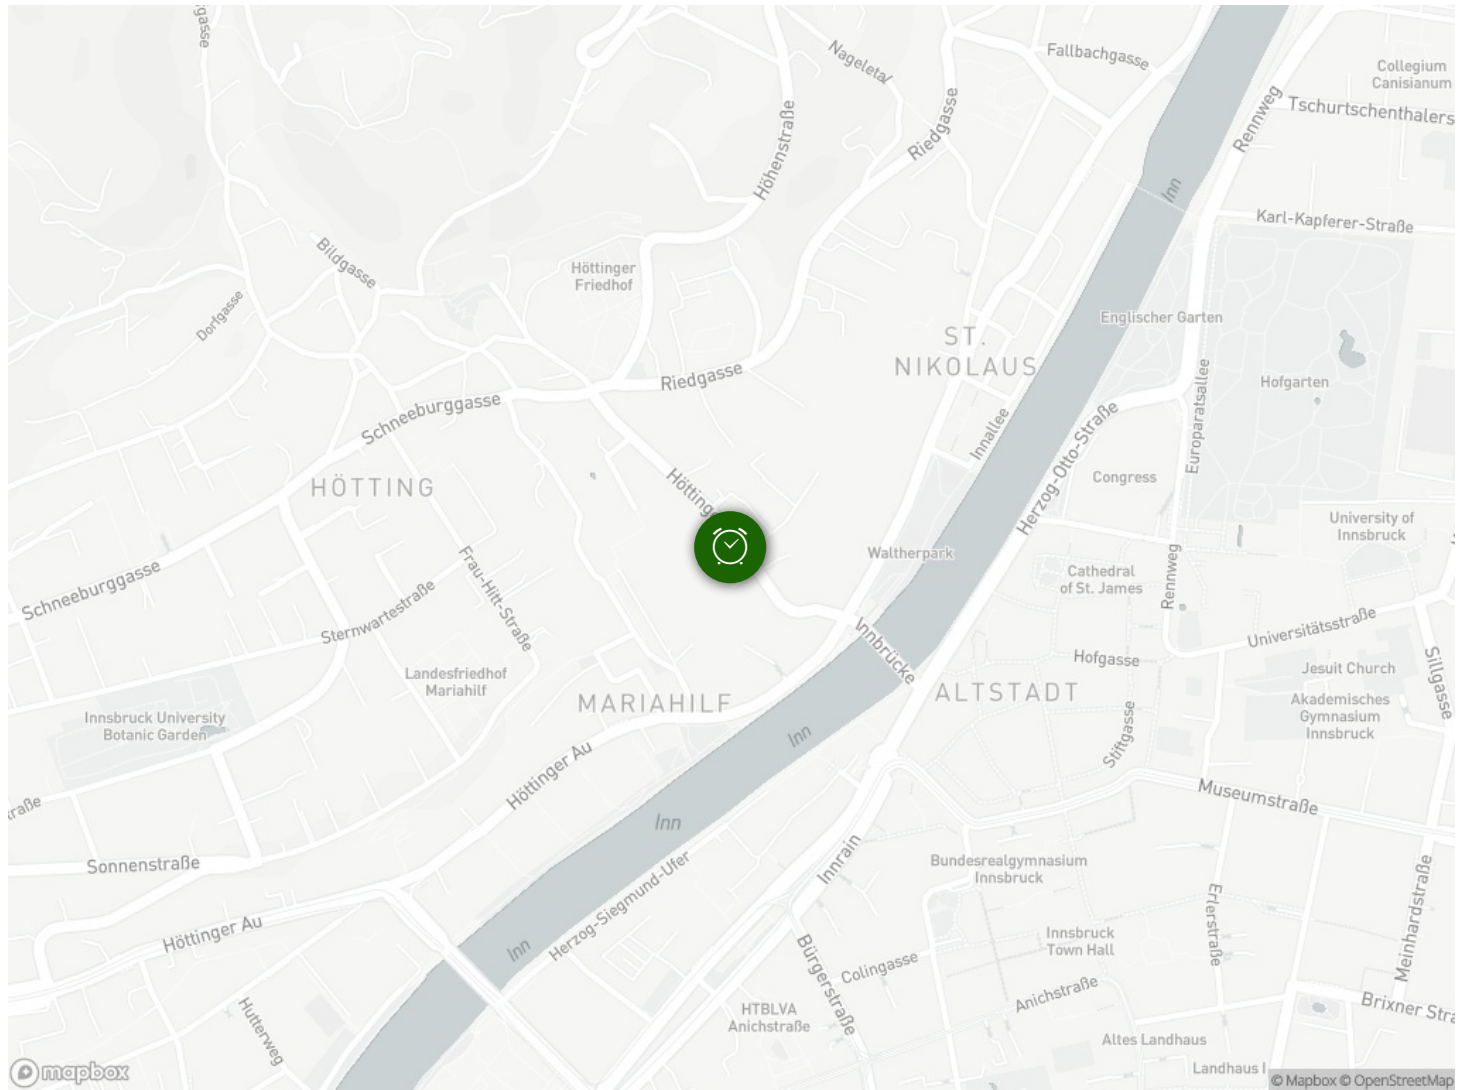 Nageletal
Fallbachgasse
Collegium
Canisianum
Rennweg
Tschurtschenthalers
Riedgasse
Höhenstraße
Inn
Karl-Kapferer-Straße
Bildgasse
Höttinger
Friedhof
Dorfgasse
Englischer Garten
ST.
NIKOLAUS
Riedgasse
Hofgarten
Europaratsallee
Schneeburggasse
Innallee
Herzog-Otto-Straße
HÖTTING
Congress
University of
Innsbruck
Waltherpark
Cathedral
of St. James
Rennweg
Schneeburggasse
Sternwartestraße
Frau-Hitt-Straße
Innbrücke
Universitätsstraße
Hofgasse
Jesuit Church
Sillgasse
Landesfriedhof
Mariahilf
MARIAHILF
ALTSTADT
Akademisches
Gymnasium
Innsbruck
Innsbruck University
Botanic Garden
Inn
Stiftgasse
Höttinger Au
Museumstraße
Inn
Sonnenstraße
Innrain
Bundesrealgymnasium
Innsbruck
Herzog-Siegmund-Ufer
Erlerstraße
Meinhardstraße
Höttinger Au
Inn
Innsbruck
Town Hall
Bürgerstraße
Colingasse
Anichstraße
Hutterweg
HTBLVA
Anichstraße
Brixner Stra
Altes Landhaus
Landhaus I
mapbox
© Mapbox © OpenStreetMap